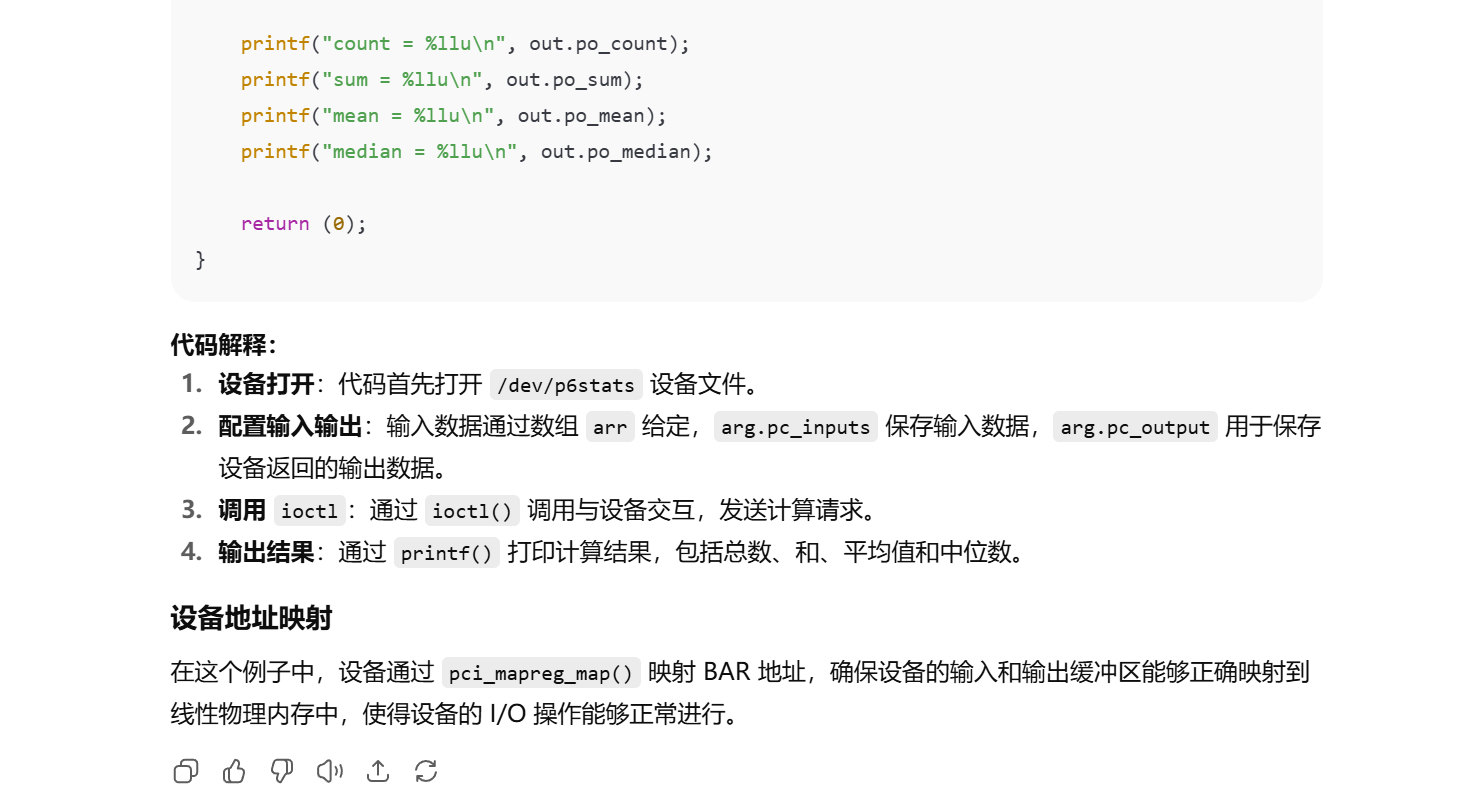 printf("count = %llu\n", out.po_count);
printf("sum = %llu\n", out.po_sum);
printf("mean = %llu\n", out.po_mean);
printf("median = %llu\n", out.po_median);
return (0);
}
代码解释：
1. 设备打开：代码首先打开 /dev/p6stats 设备文件。
2. 配置输入输出：输入数据通过数组 arr 给定，arg.pc_inputs 保存输入数据，arg.pc_output 用于保存
设备返回的输出数据。
3. 调用 ioctl：通过 ioctl() 调用与设备交互，发送计算请求。
4. 输出结果：通过 printf() 打印计算结果，包括总数、和、平均值和中位数。
设备地址映射
在这个例子中，设备通过 pci_mapreg_map() 映射 BAR 地址，确保设备的输入和输出缓冲区能够正确映射到
线性物理内存中，使得设备的 I/O 操作能够正常进行。